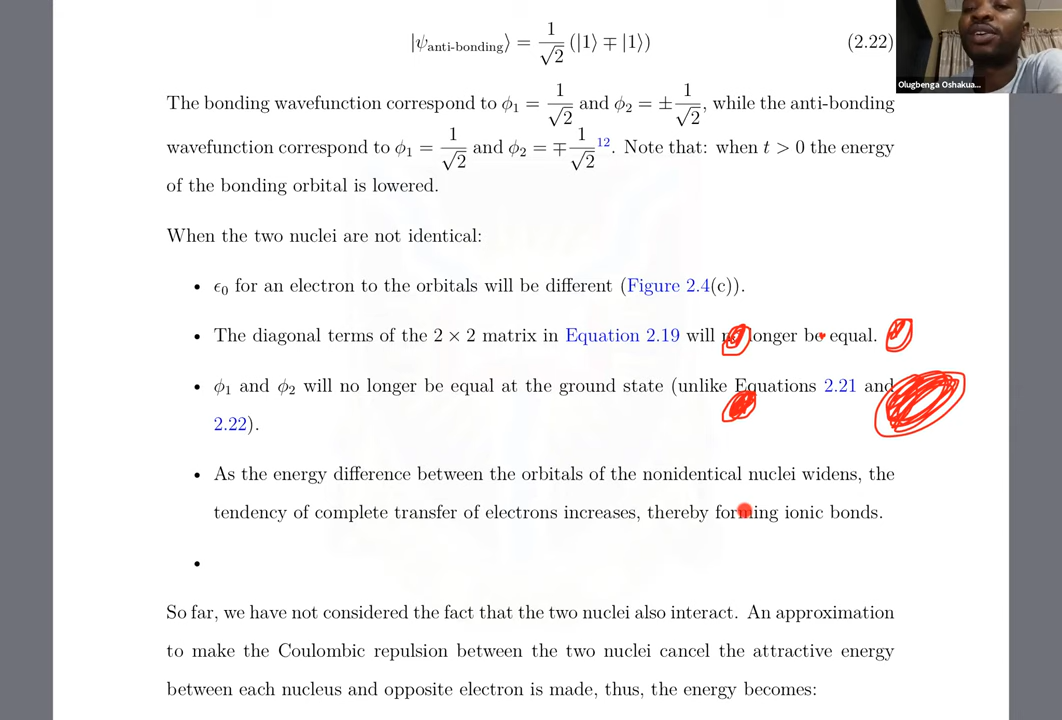 |ψanti-bonding⟩ = 1/√2 (|1⟩ ∓ |1⟩) (2.22)
Olugbenga Oshakua...
The bonding wavefunction correspond to ϕ1 = 1/√2 and ϕ2 = ±1/√2, while the anti-bonding
wavefunction correspond to ϕ1 = 1/√2 and ϕ2 = ∓1/√2 12. Note that: when t > 0 the energy
of the bonding orbital is lowered.
When the two nuclei are not identical:
• ϵ0 for an electron to the orbitals will be different (Figure 2.4(c)).
• The diagonal terms of the 2 × 2 matrix in Equation 2.19 will no longer be equal.
• ϕ1 and ϕ2 will no longer be equal at the ground state (unlike Equations 2.21 and
2.22).
• As the energy difference between the orbitals of the nonidentical nuclei widens, the
tendency of complete transfer of electrons increases, thereby forming ionic bonds.
•
So far, we have not considered the fact that the two nuclei also interact. An approximation
to make the Coulombic repulsion between the two nuclei cancel the attractive energy
between each nucleus and opposite electron is made, thus, the energy becomes: